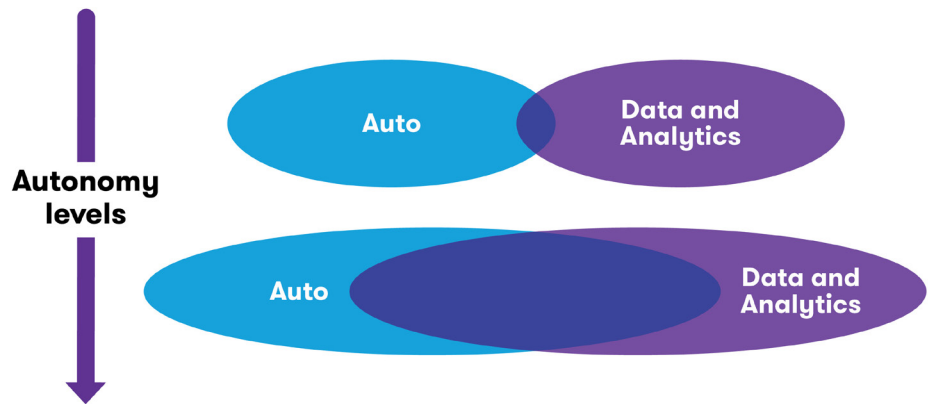 Auto
Data and
Analytics
Autonomy
levels
Auto
Data and
Analytics